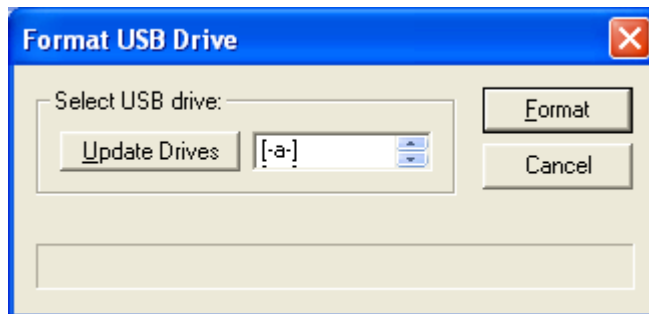 Format USB Drive
Select USB drive:
Update Drives
[-a-]
Format
Cancel